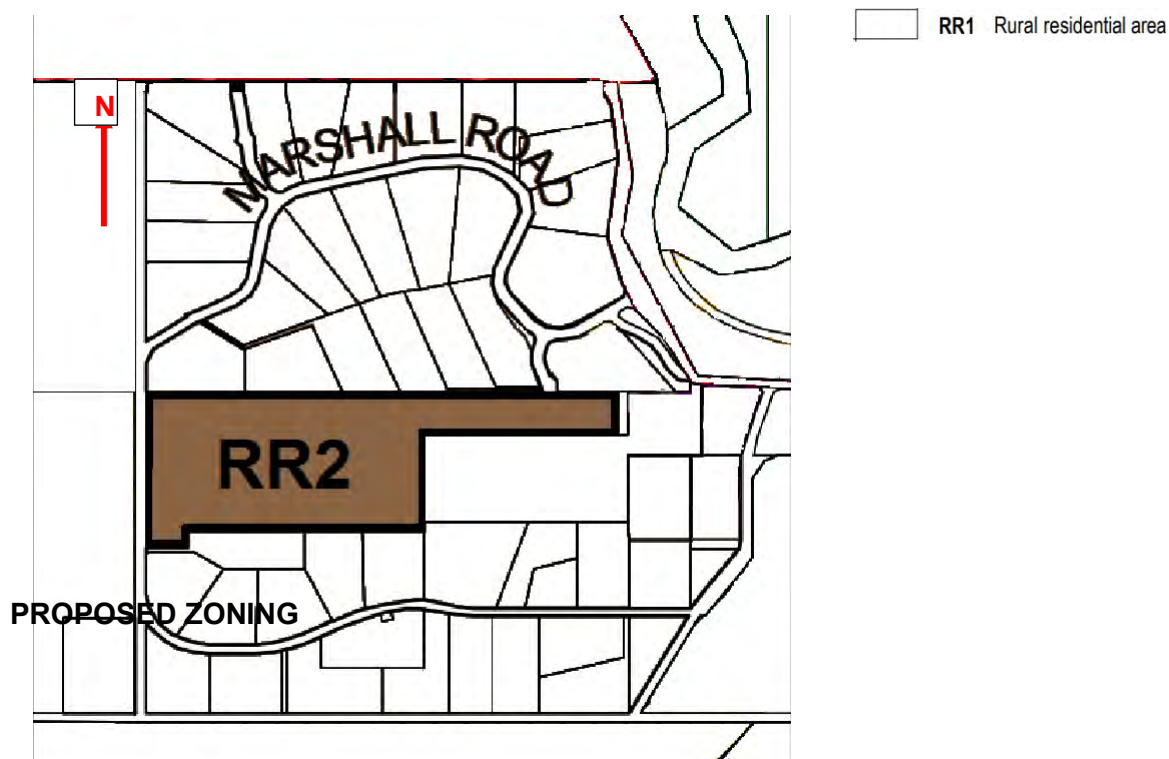 RR1 Rural residential area
N
MARSHALL ROAD
RR2
PROPOSED ZONING